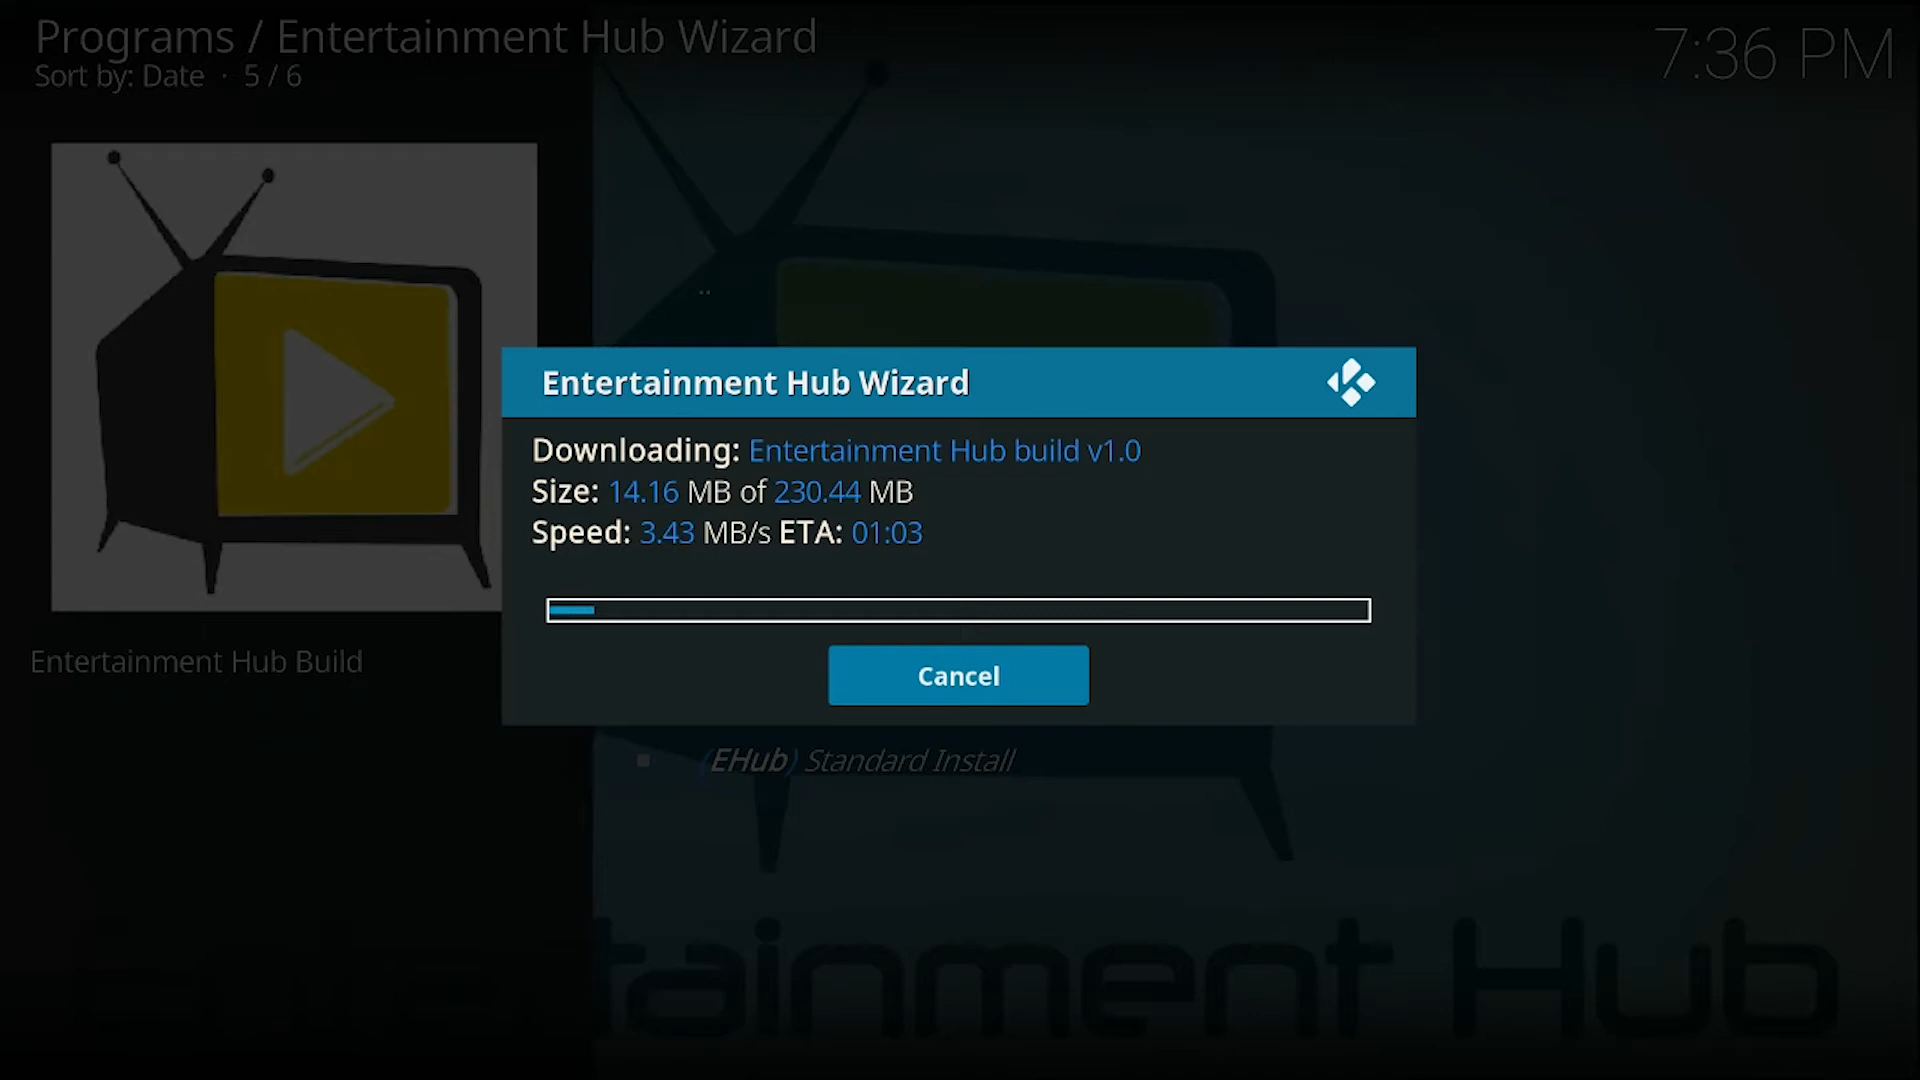 Programs / Entertainment Hub Wizard
Sort by: Date · 5 / 6
7:36 PM
..
Entertainment Hub Wizard
Downloading: Entertainment Hub build v1.0
Size: 14.16 MB of 230.44 MB
Speed: 3.43 MB/s ETA: 01:03
Cancel
Entertainment Hub Build
(EHub) Standard Install
Entertainment Hub